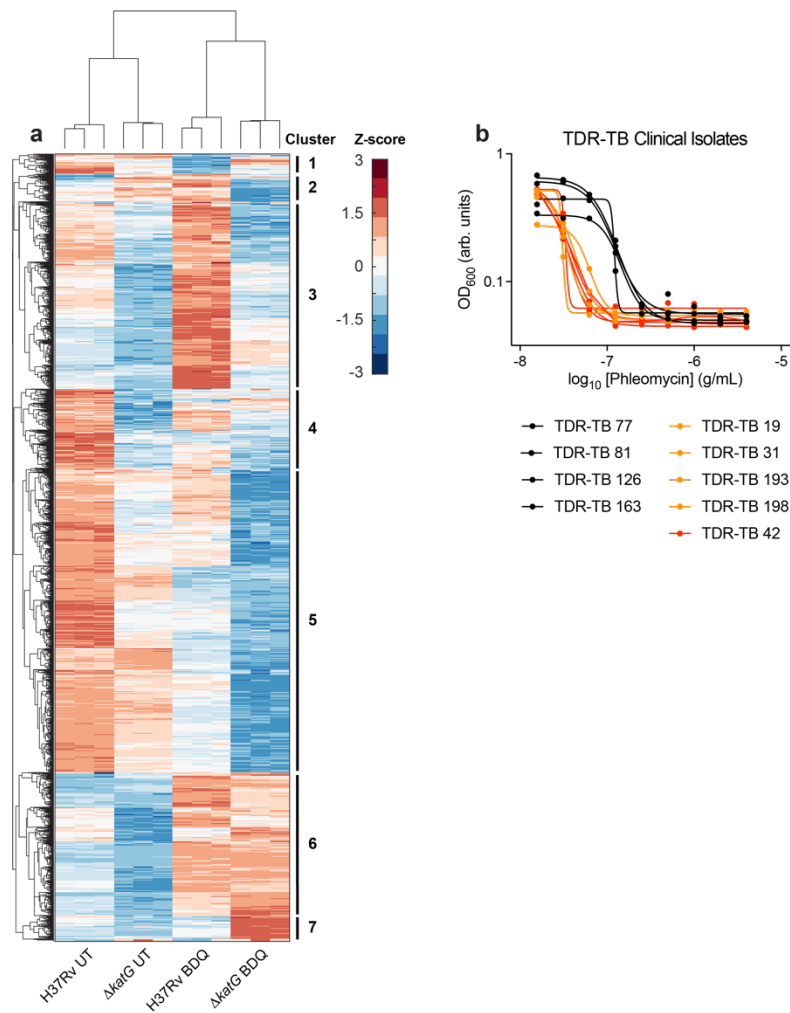 a
Cluster
Z-score
1
2
3
4
5
6
7
3
1.5
0
-1.5
-3
H37Rv UT
ΔkatG UT
H37Rv BDQ
ΔkatG BDQ
b
TDR-TB Clinical Isolates
OD600 (arb. units)
1
0.1
-8
-7
-6
-5
log10 [Phleomycin] (g/mL)
TDR-TB 77
TDR-TB 81
TDR-TB 126
TDR-TB 163
TDR-TB 19
TDR-TB 31
TDR-TB 193
TDR-TB 198
TDR-TB 42